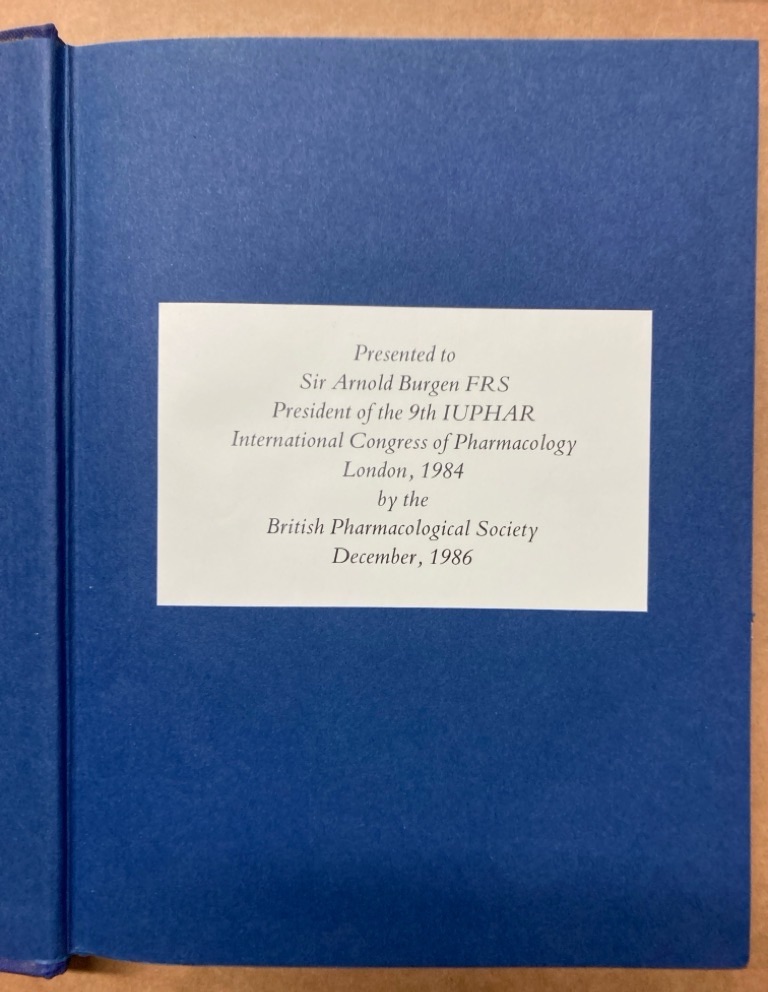 Presented to
Sir Arnold Burgen FRS
President of the 9th IUPHAR
International Congress of Pharmacology
London, 1984
by the
British Pharmacological Society
December, 1986